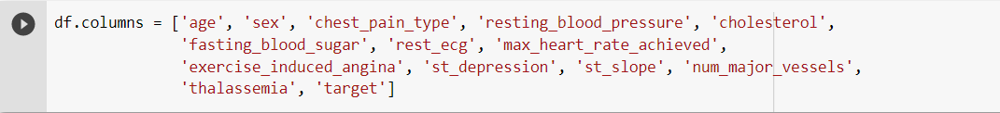 df.columns = ['age', 'sex', 'chest_pain_type', 'resting_blood_pressure', 'cholesterol',
'fasting_blood_sugar', 'rest_ecg', 'max_heart_rate_achieved',
'exercise_induced_angina', 'st_depression', 'st_slope', 'num_major_vessels',
'thalassemia', 'target']